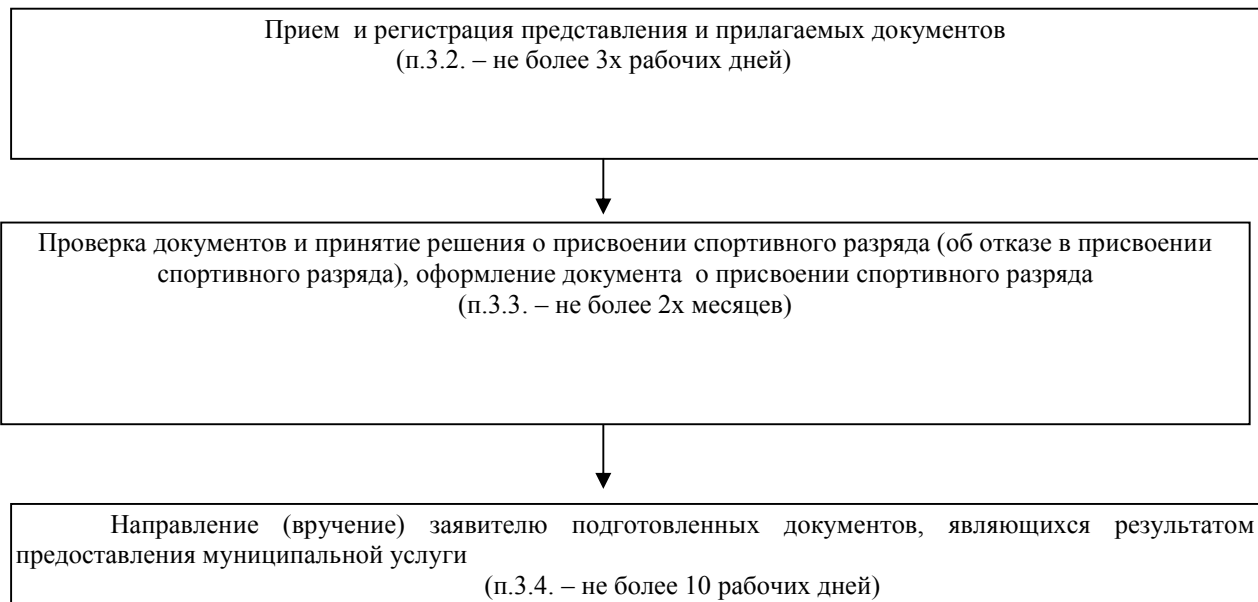 Прием и регистрация представления и прилагаемых документов
(п.3.2. – не более 3х рабочих дней)
Проверка документов и принятие решения о присвоении спортивного разряда (об отказе в присвоении
спортивного разряда), оформление документа о присвоении спортивного разряда
(п.3.3. – не более 2х месяцев)
Направление (вручение) заявителю подготовленных документов, являющихся результатом
предоставления муниципальной услуги
(п.3.4. – не более 10 рабочих дней)